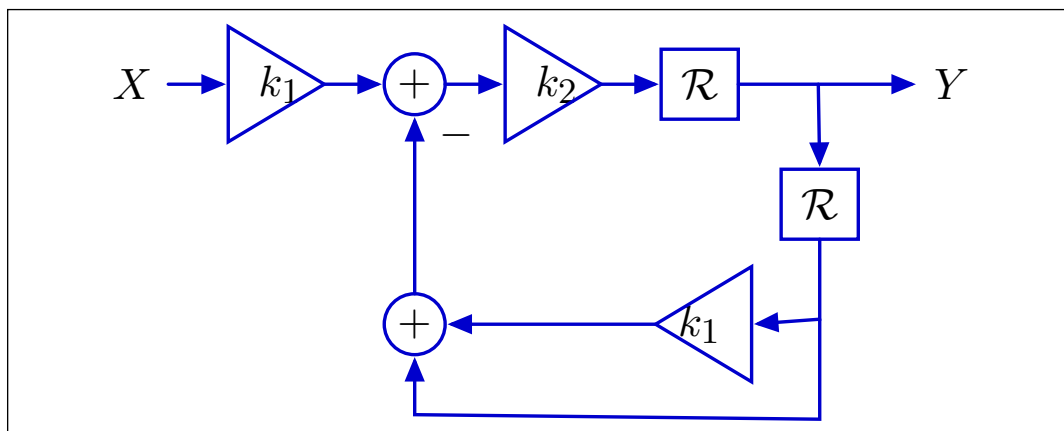 X k₁ + k₂ ℛ Y
−
ℛ
+ k₁